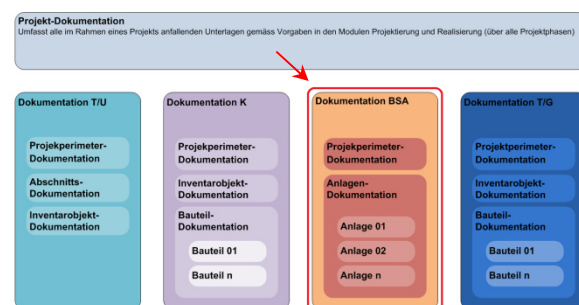 Projekt-Dokumentation
Umfasst alle im Rahmen eines Projekts anfallenden Unterlagen gemäss Vorgaben in den Modulen Projektierung und Realisierung (über alle Projektphasen)
Dokumentation T/U
Projekperimeter-
Dokumentation
Abschnitts-
Dokumentation
Inventarobjekt-
Dokumentation
Dokumentation K
Projekperimeter-
Dokumentation
Inventarobjekt-
Dokumentation
Bauteil-
Dokumentation
Bauteil 01
Bauteil n
Dokumentation BSA
Projekperimeter-
Dokumentation
Anlagen-
Dokumentation
Anlage 01
Anlage 02
Anlage n
Dokumentation T/G
Projektperimeter-
Dokumentation
Inventarobjekt-
Dokumentation
Bauteil-
Dokumentation
Bauteil 01
Bauteil n